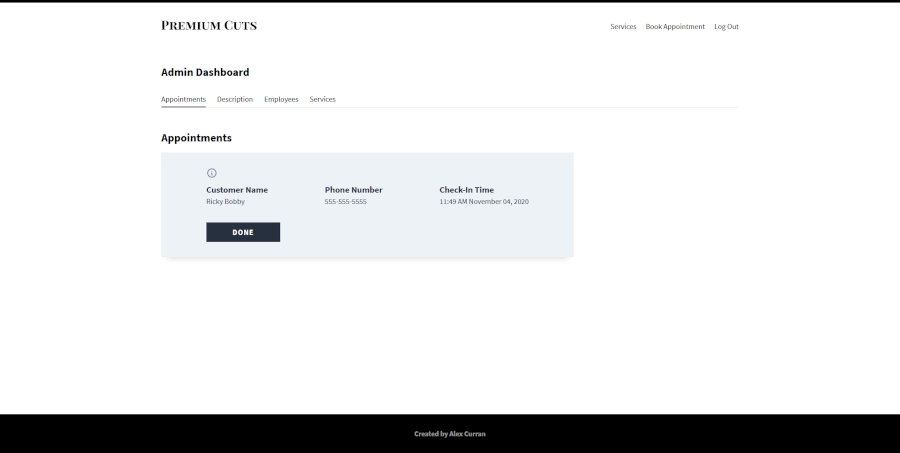 Premium Cuts
Services Book Appointment Log Out
Admin Dashboard
Appointments Description Employees Services
Appointments
Customer Name Phone Number Check-In Time
Ricky Bobby 555-555-5555 11:49 AM November 04, 2020
DONE
Created by Alex Curran